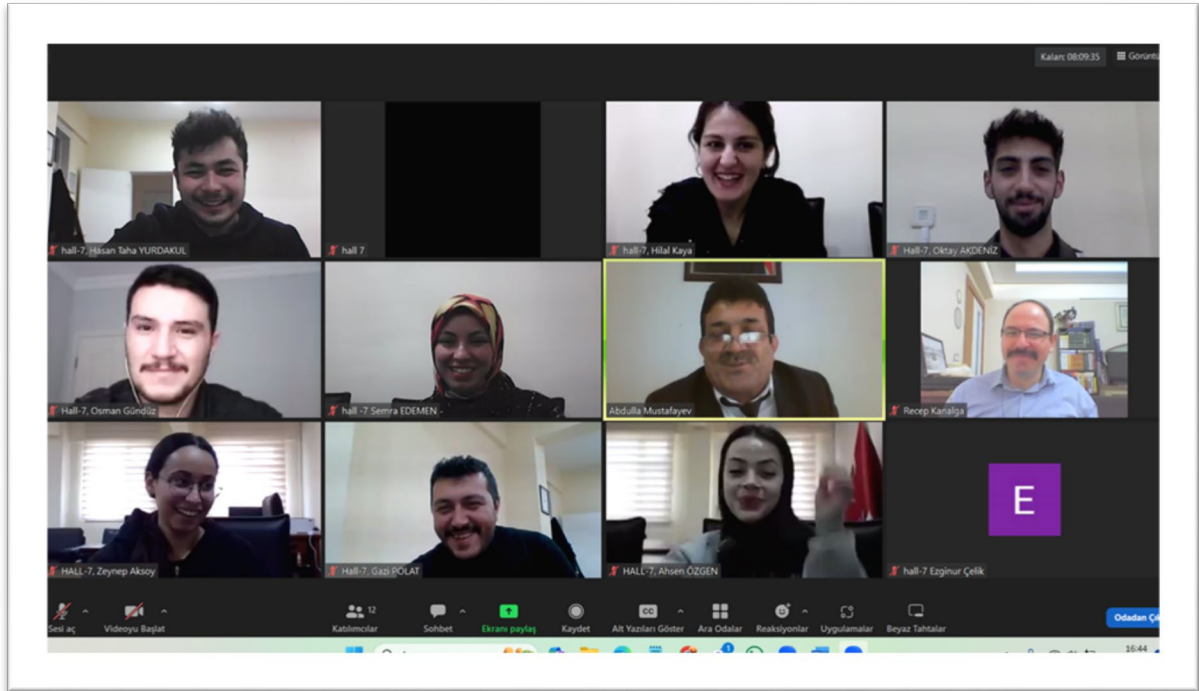 Kalan: 08:09:35
Görüntü
hall-7, Hasan Taha YURDAKUL
hall 7
hall-7, Hilal Kaya
Hall-7, Oktay AKDENİZ
Hall-7, Osman Gündüz
hall -7 Semra EDEMEN
Abdulla Mustafayev
Recep Kanalga
HALL-7, Zeynep Aksoy
Hall-7, Gazi POLAT
HALL-7, Ahsen ÖZGEN
E
hall-7 Ezginur Çelik
12
CC
Sesi aç
Videoyu Başlat
Katılımcılar
Sohbet
Ekranı paylaş
Kaydet
Alt Yazıları Göster
Ara Odalar
Reaksiyonlar
Uygulamalar
Beyaz Tahtalar
Odadan Çık
1
16:44